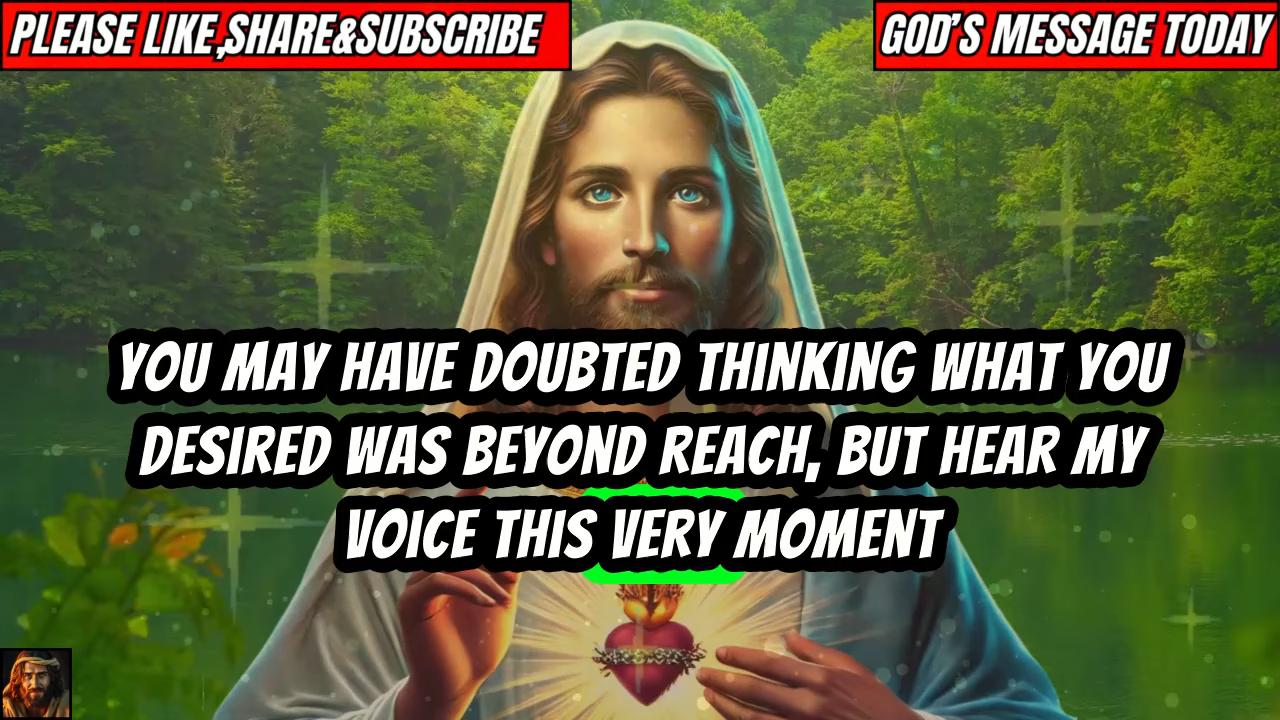 PLEASE LIKE,SHARE&SUBSCRIBE
GOD'S MESSAGE TODAY
YOU MAY HAVE DOUBTED THINKING WHAT YOU
DESIRED WAS BEYOND REACH, BUT HEAR MY
VOICE THIS VERY MOMENT